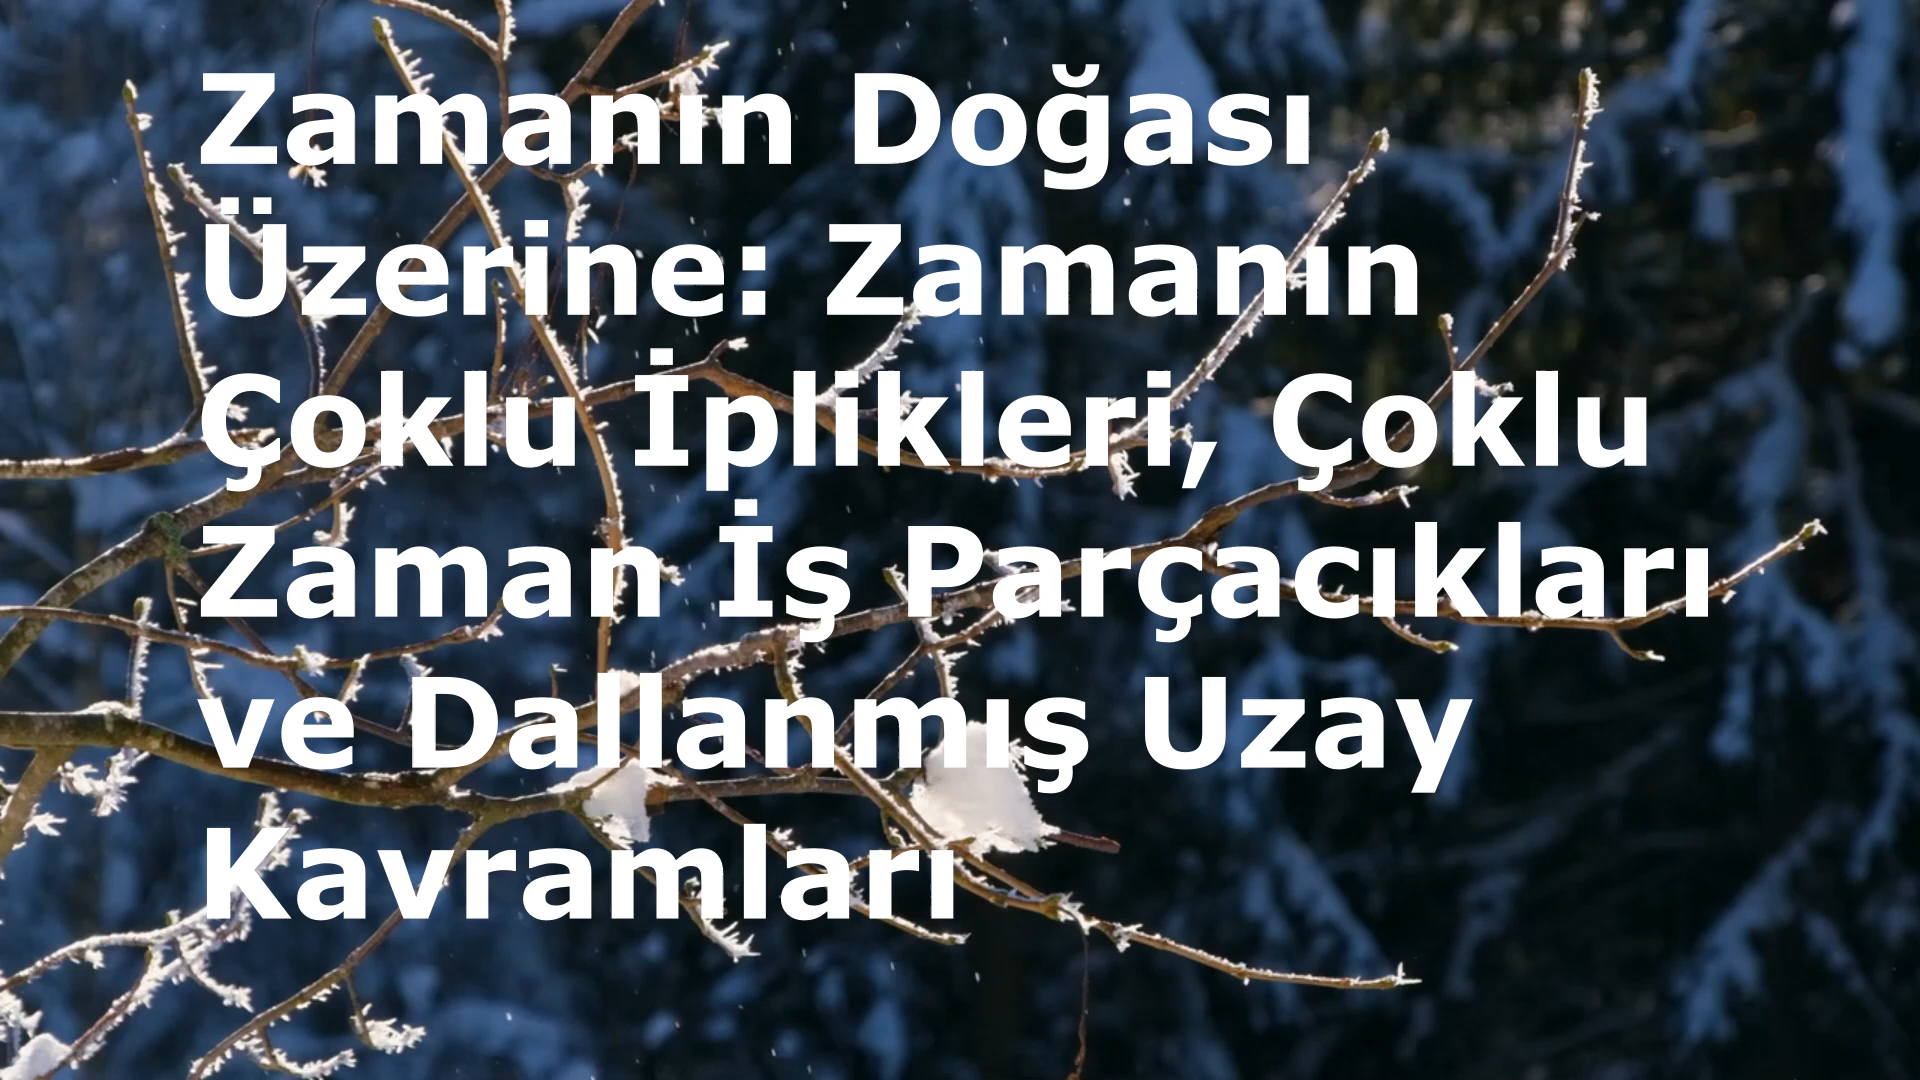 Zamanın Doğası
Üzerine: Zamanın
Çoklu İplikleri, Çoklu
Zaman İş Parçacıkları
ve Dallanmış Uzay
Kavramları